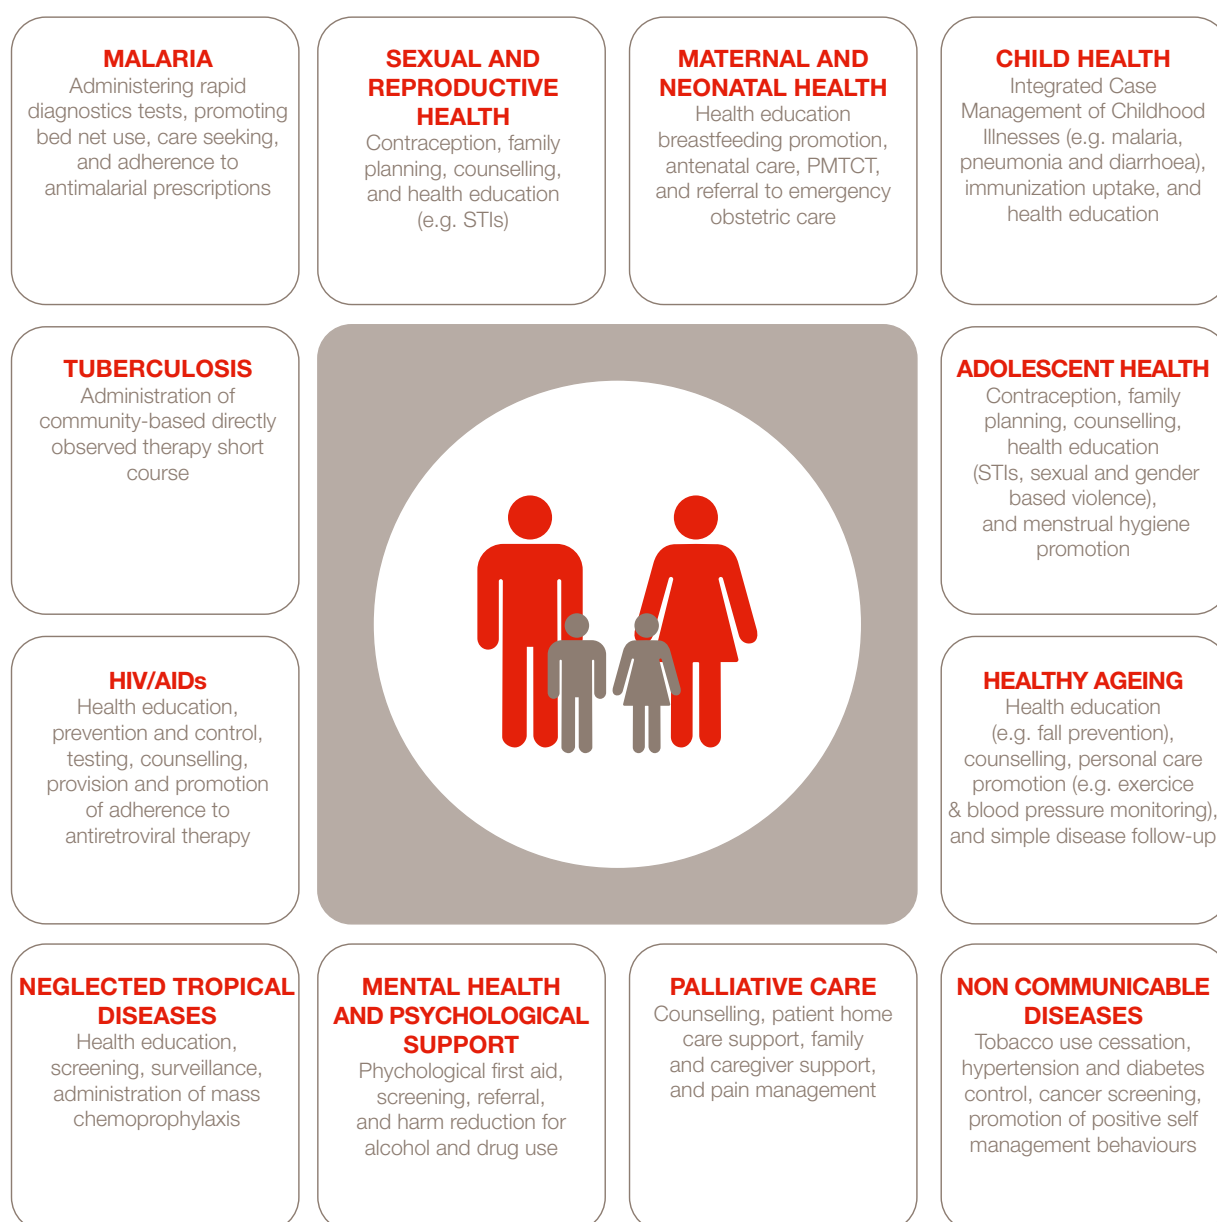 MALARIA
Administering rapid
diagnostics tests, promoting
bed net use, care seeking,
and adherence to
antimalarial prescriptions
SEXUAL AND
REPRODUCTIVE
HEALTH
Contraception, family
planning, counselling,
and health education
(e.g. STIs)
MATERNAL AND
NEONATAL HEALTH
Health education
breastfeeding promotion,
antenatal care, PMTCT,
and referral to emergency
obstetric care
CHILD HEALTH
Integrated Case
Management of Childhood
Illnesses (e.g. malaria,
pneumonia and diarrhoea),
immunization uptake, and
health education
TUBERCULOSIS
Administration of
community-based directly
observed therapy short
course
ADOLESCENT HEALTH
Contraception, family
planning, counselling,
health education
(STIs, sexual and gender
based violence),
and menstrual hygiene
promotion
HIV/AIDs
Health education,
prevention and control,
testing, counselling,
provision and promotion
of adherence to
antiretroviral therapy
HEALTHY AGEING
Health education
(e.g. fall prevention),
counselling, personal care
promotion (e.g. exercice
& blood pressure monitoring),
and simple disease follow-up
NEGLECTED TROPICAL
DISEASES
Health education,
screening, surveillance,
administration of mass
chemoprophylaxis
MENTAL HEALTH
AND PSYCHOLOGICAL
SUPPORT
Phychological first aid,
screening, referral,
and harm reduction for
alcohol and drug use
PALLIATIVE CARE
Counselling, patient home
care support, family
and caregiver support,
and pain management
NON COMMUNICABLE
DISEASES
Tobacco use cessation,
hypertension and diabetes
control, cancer screening,
promotion of positive self
management behaviours